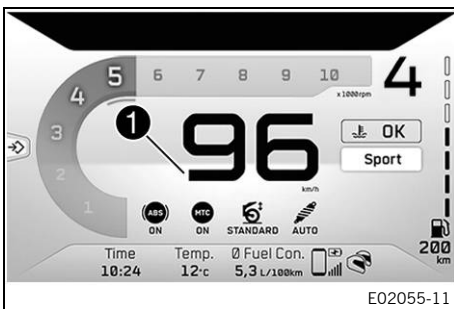 5 6 7 8 9 10 4
4
x1000rpm
3
2
1
1
96
km/h
OK
Sport
ABS MTC
ON ON STANDARD AUTO
Time Temp. Ø Fuel Con.
10:24 12°C 5,3 L/100km
200
km
E02055-11